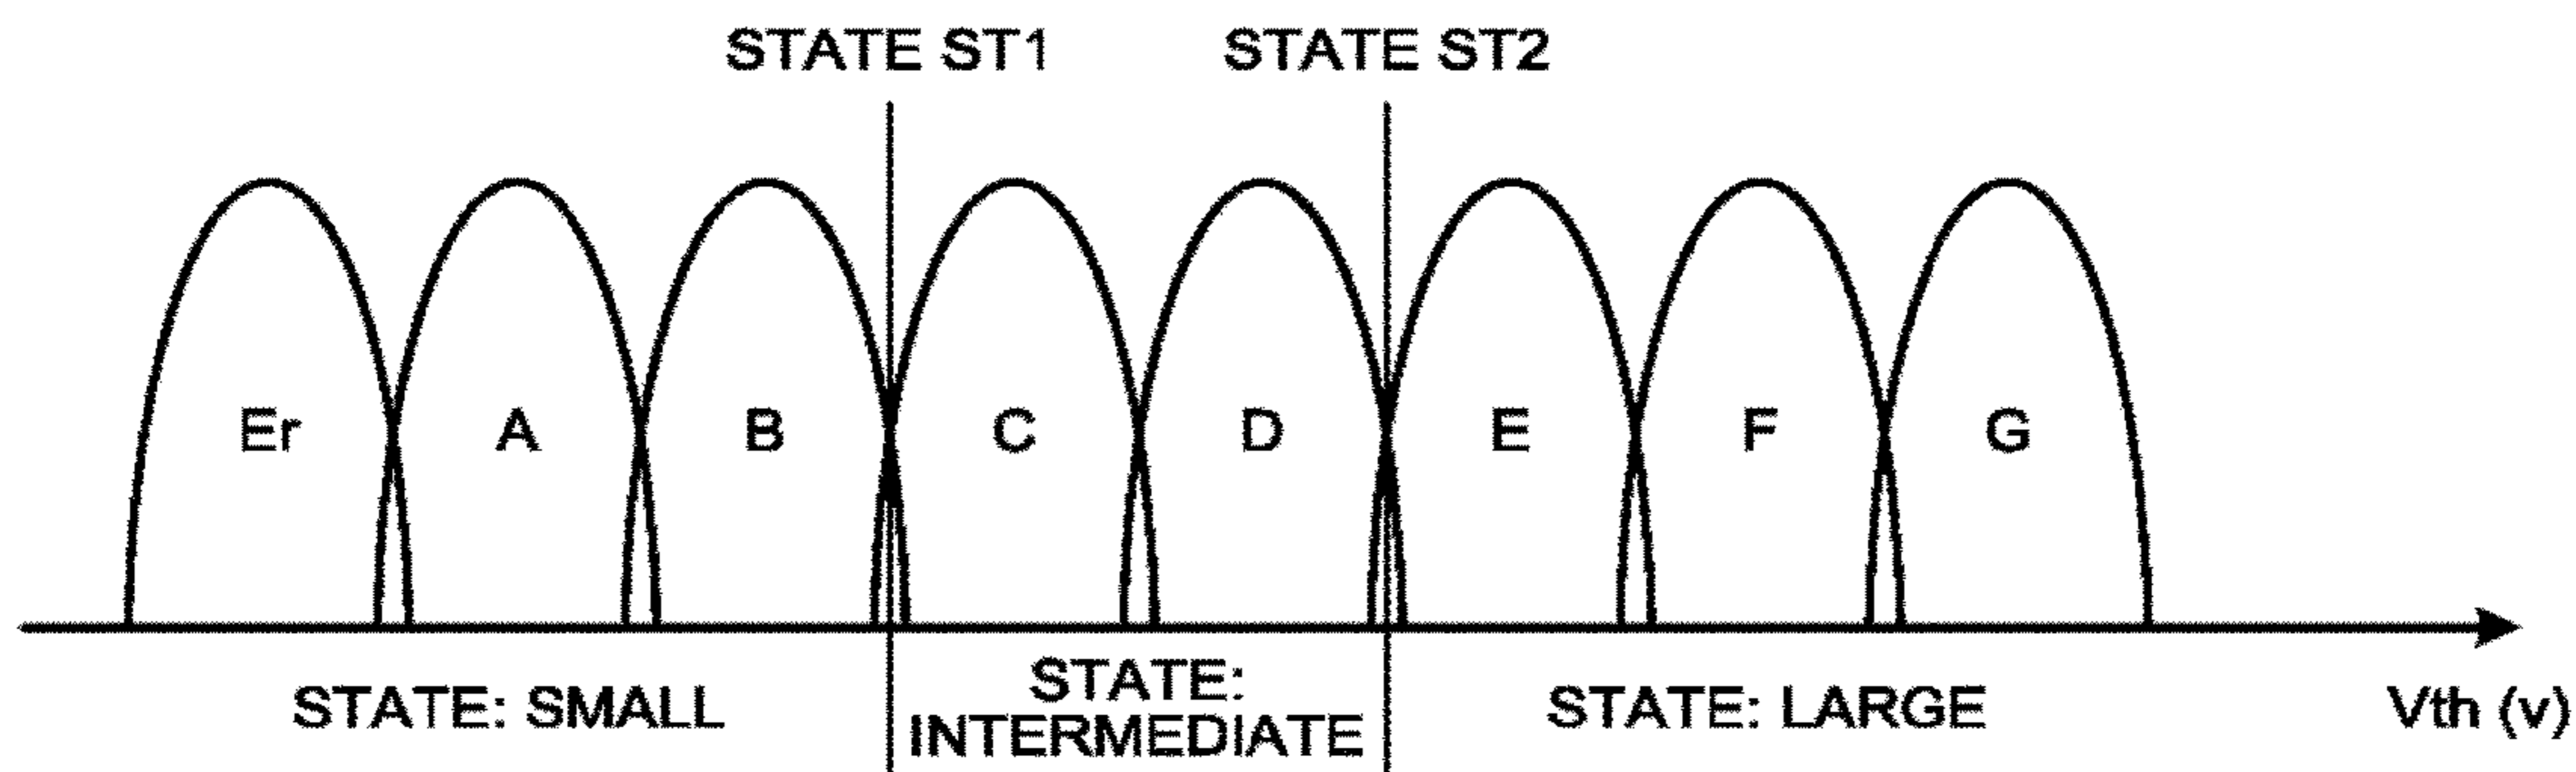 STATE ST1
STATE ST2
Er
A
B
C
D
E
F
G
STATE: SMALL
STATE:
INTERMEDIATE
STATE: LARGE
Vth (v)